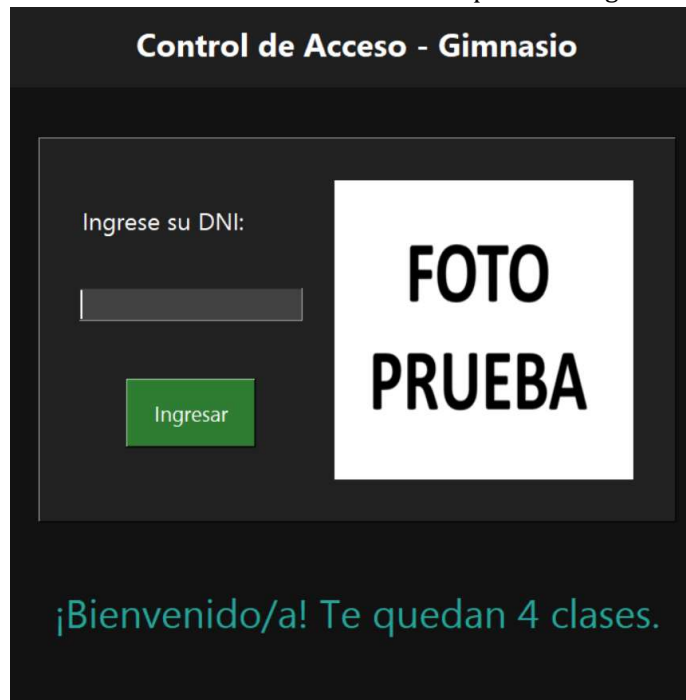 Control de Acceso - Gimnasio
Ingrese su DNI:
FOTO
PRUEBA
Ingresar
¡Bienvenido/a! Te quedan 4 clases.